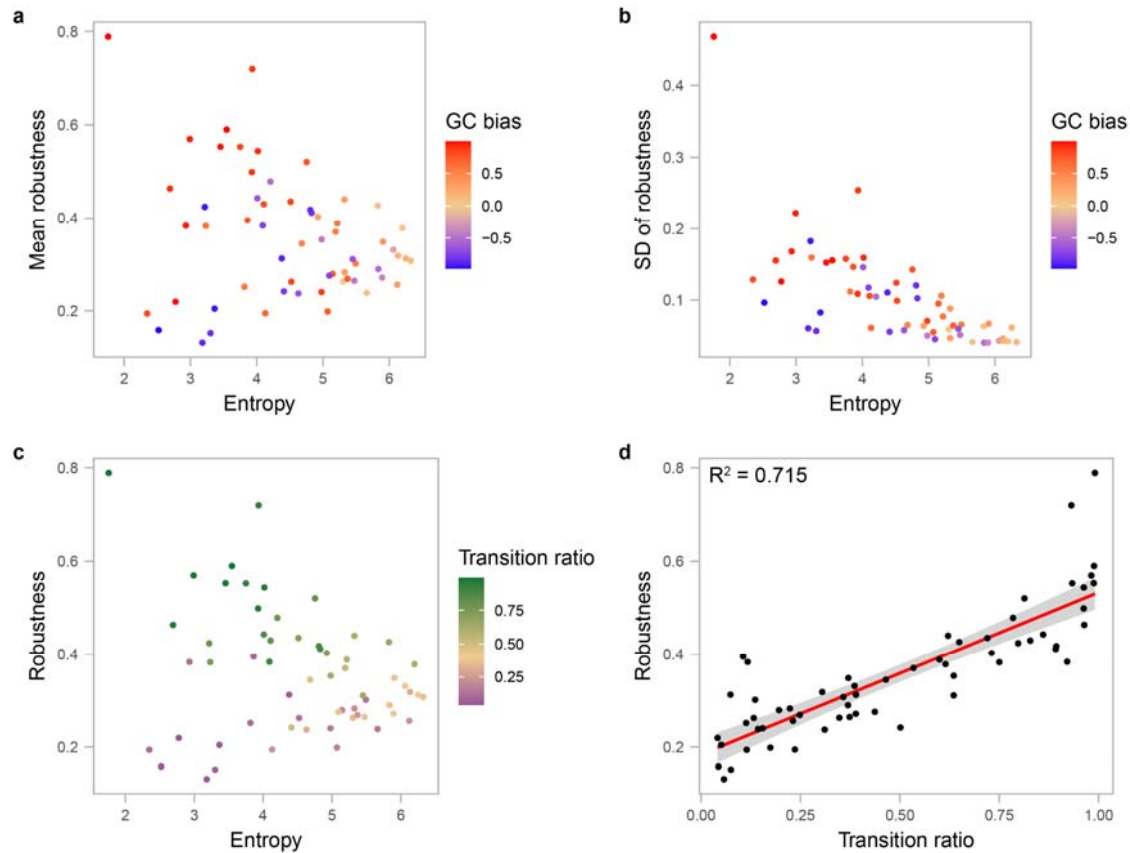 a
0.8
0.6
0.4
0.2
2 3 4 5 6
Entropy
Mean robustness
GC bias
0.5
0.0
−0.5
b
0.4
0.3
0.2
0.1
2 3 4 5 6
Entropy
SD of robustness
GC bias
0.5
0.0
−0.5
c
0.8
0.6
0.4
0.2
2 3 4 5 6
Entropy
Robustness
Transition ratio
0.75
0.50
0.25
d
R² = 0.715
0.8
0.6
0.4
0.2
0.00 0.25 0.50 0.75 1.00
Transition ratio
Robustness